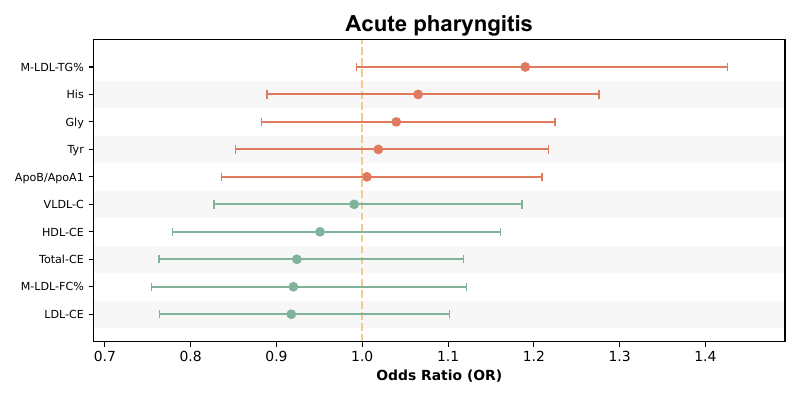 Acute pharyngitis
M-LDL-TG%
His
Gly
Tyr
ApoB/ApoA1
VLDL-C
HDL-CE
Total-CE
M-LDL-FC%
LDL-CE
0.7 0.8 0.9 1.0 1.1 1.2 1.3 1.4
Odds Ratio (OR)